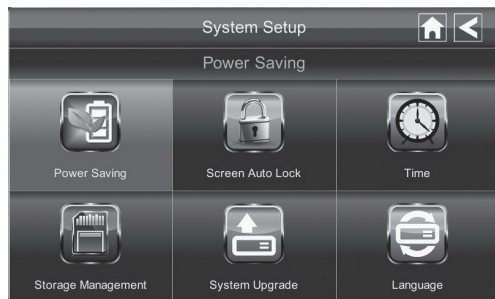 System Setup
Power Saving
Power Saving
Screen Auto Lock
Time
Storage Management
System Upgrade
Language